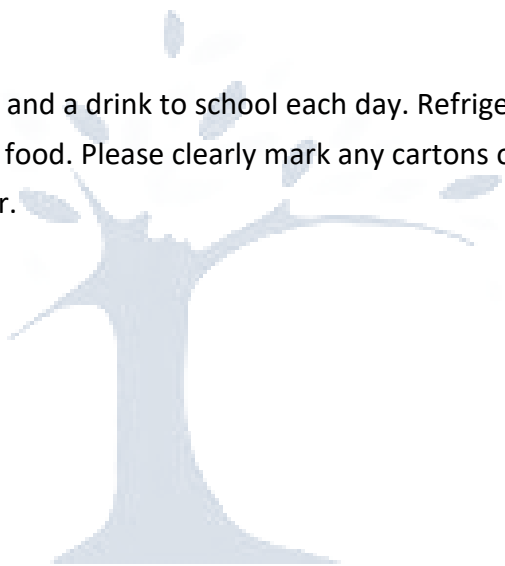 and a drink to school each day. Refrige
food. Please clearly mark any cartons o
r.